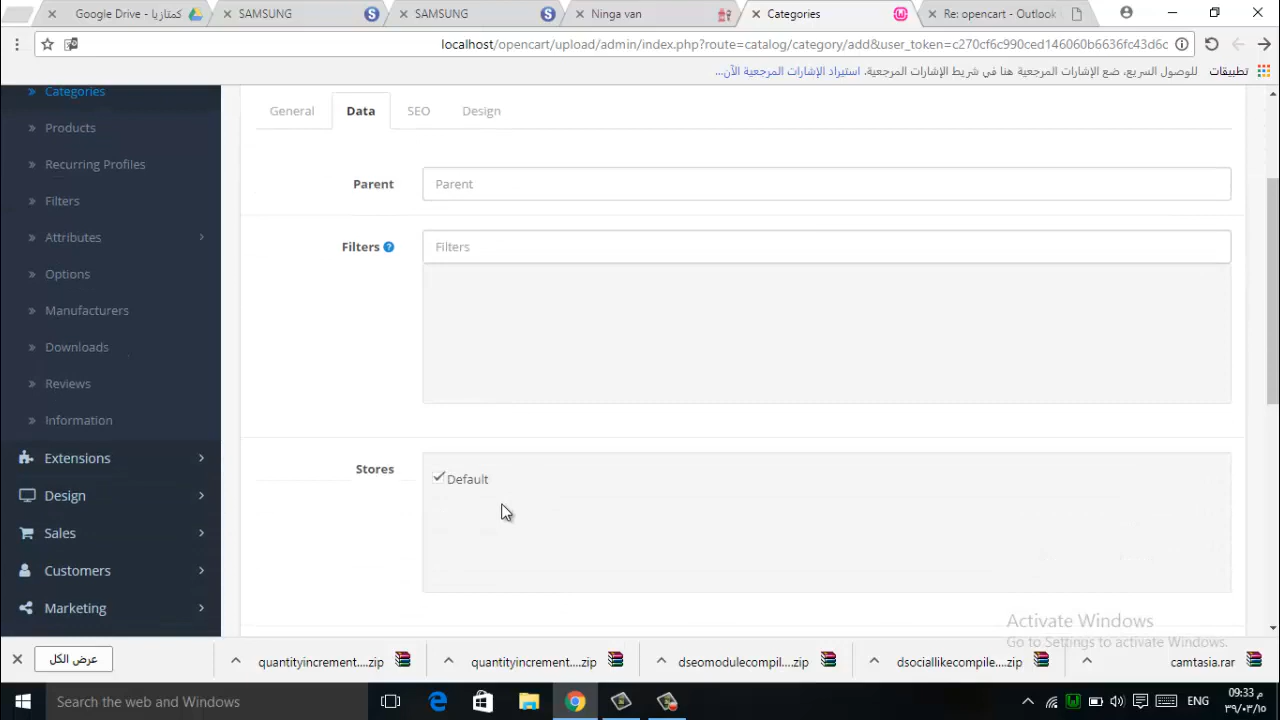 Google Drive - كمتازيا
SAMSUNG
SAMSUNG
Ninga van
Categories
Re: opencart - Outlook
localhost/opencart/upload/admin/index.php?route=catalog/category/add&user_token=c270cf6c990ced146060b6636fc43d6c
تطبيقات
للوصول السريع، ضع الإشارات المرجعية هنا في شريط الإشارات المرجعية. استيراد الإشارات المرجعية الآن...
Categories
Products
Recurring Profiles
Filters
Attributes
Options
Manufacturers
Downloads
Reviews
Information
Extensions
Design
Sales
Customers
Marketing
General
Data
SEO
Design
Parent
Parent
Filters
Filters
Stores
Default
Activate Windows
Go to Settings to activate Windows.
عرض الكل
quantityincrement....zip
quantityincrement....zip
dseomodulecompil....zip
dsociallikecompile....zip
camtasia.rar
Search the web and Windows
ENG
09:33 م
٣٩/٠٣/١٥